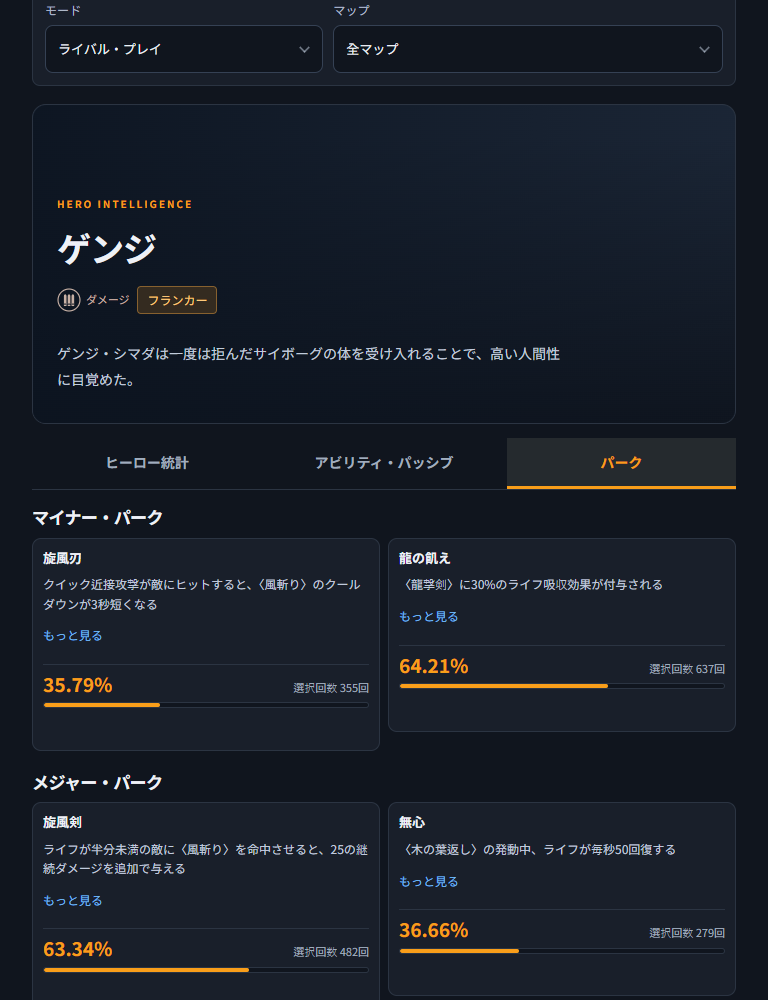 モード
マップ
ライバル・プレイ
全マップ
HERO INTELLIGENCE
ゲンジ
ダメージ
フランカー
ゲンジ・シマダは一度は拒んだサイボーグの体を受け入れることで、高い人間性
に目覚めた。
ヒーロー統計
アビリティ・パッシブ
パーク
マイナー・パーク
旋風刃
クイック近接攻撃が敵にヒットすると、〈風斬り〉のクール
ダウンが3秒短くなる
もっと見る
35.79%
選択回数 355回
龍の飢え
〈龍撃剣〉に30%のライフ吸収効果が付与される
もっと見る
64.21%
選択回数 637回
メジャー・パーク
旋風剣
ライフが半分未満の敵に〈風斬り〉を命中させると、25の継
続ダメージを追加で与える
もっと見る
63.34%
選択回数 482回
無心
〈木の葉返し〉の発動中、ライフが毎秒50回復する
もっと見る
36.66%
選択回数 279回